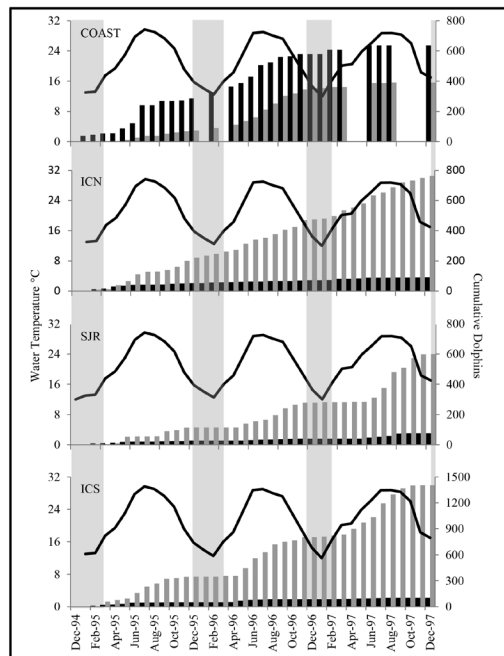 COAST
32
24
16
8
0
800
600
400
200
0
ICN
32
24
16
8
0
800
600
400
200
0
Water Temperature °C
Cumulative Dolphins
SJR
32
24
16
8
0
800
600
400
200
0
ICS
32
24
16
8
0
1500
1200
900
600
300
0
Dec-94
Feb-95
Apr-95
Jun-95
Aug-95
Oct-95
Dec-95
Feb-96
Apr-96
Jun-96
Aug-96
Oct-96
Dec-96
Feb-97
Apr-97
Jun-97
Aug-97
Oct-97
Dec-97